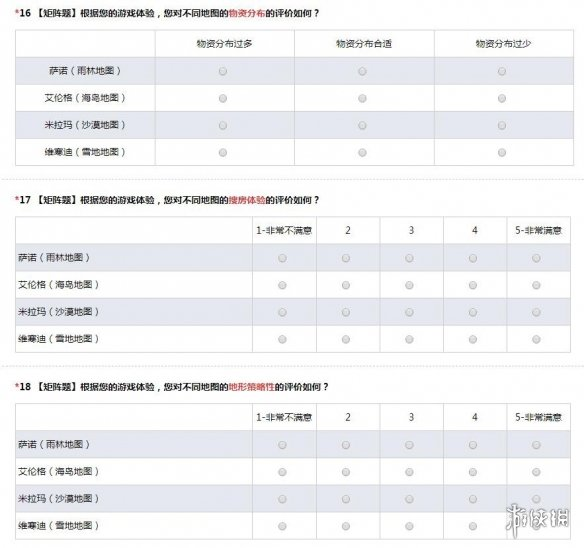 *16 【矩阵题】根据您的游戏体验，您对不同地图的物资分布的评价如何？
物资分布过多 物资分布合适 物资分布过少
萨诺（雨林地图）
艾伦格（海岛地图）
米拉玛（沙漠地图）
维寒迪（雪地地图）
*17 【矩阵题】根据您的游戏体验，您对不同地图的搜房体验的评价如何？
1-非常不满意 2 3 4 5-非常满意
萨诺（雨林地图）
艾伦格（海岛地图）
米拉玛（沙漠地图）
维寒迪（雪地地图）
*18 【矩阵题】根据您的游戏体验，您对不同地图的地形策略性的评价如何？
1-非常不满意 2 3 4 5-非常满意
萨诺（雨林地图）
艾伦格（海岛地图）
米拉玛（沙漠地图）
维寒迪（雪地地图）
游侠网